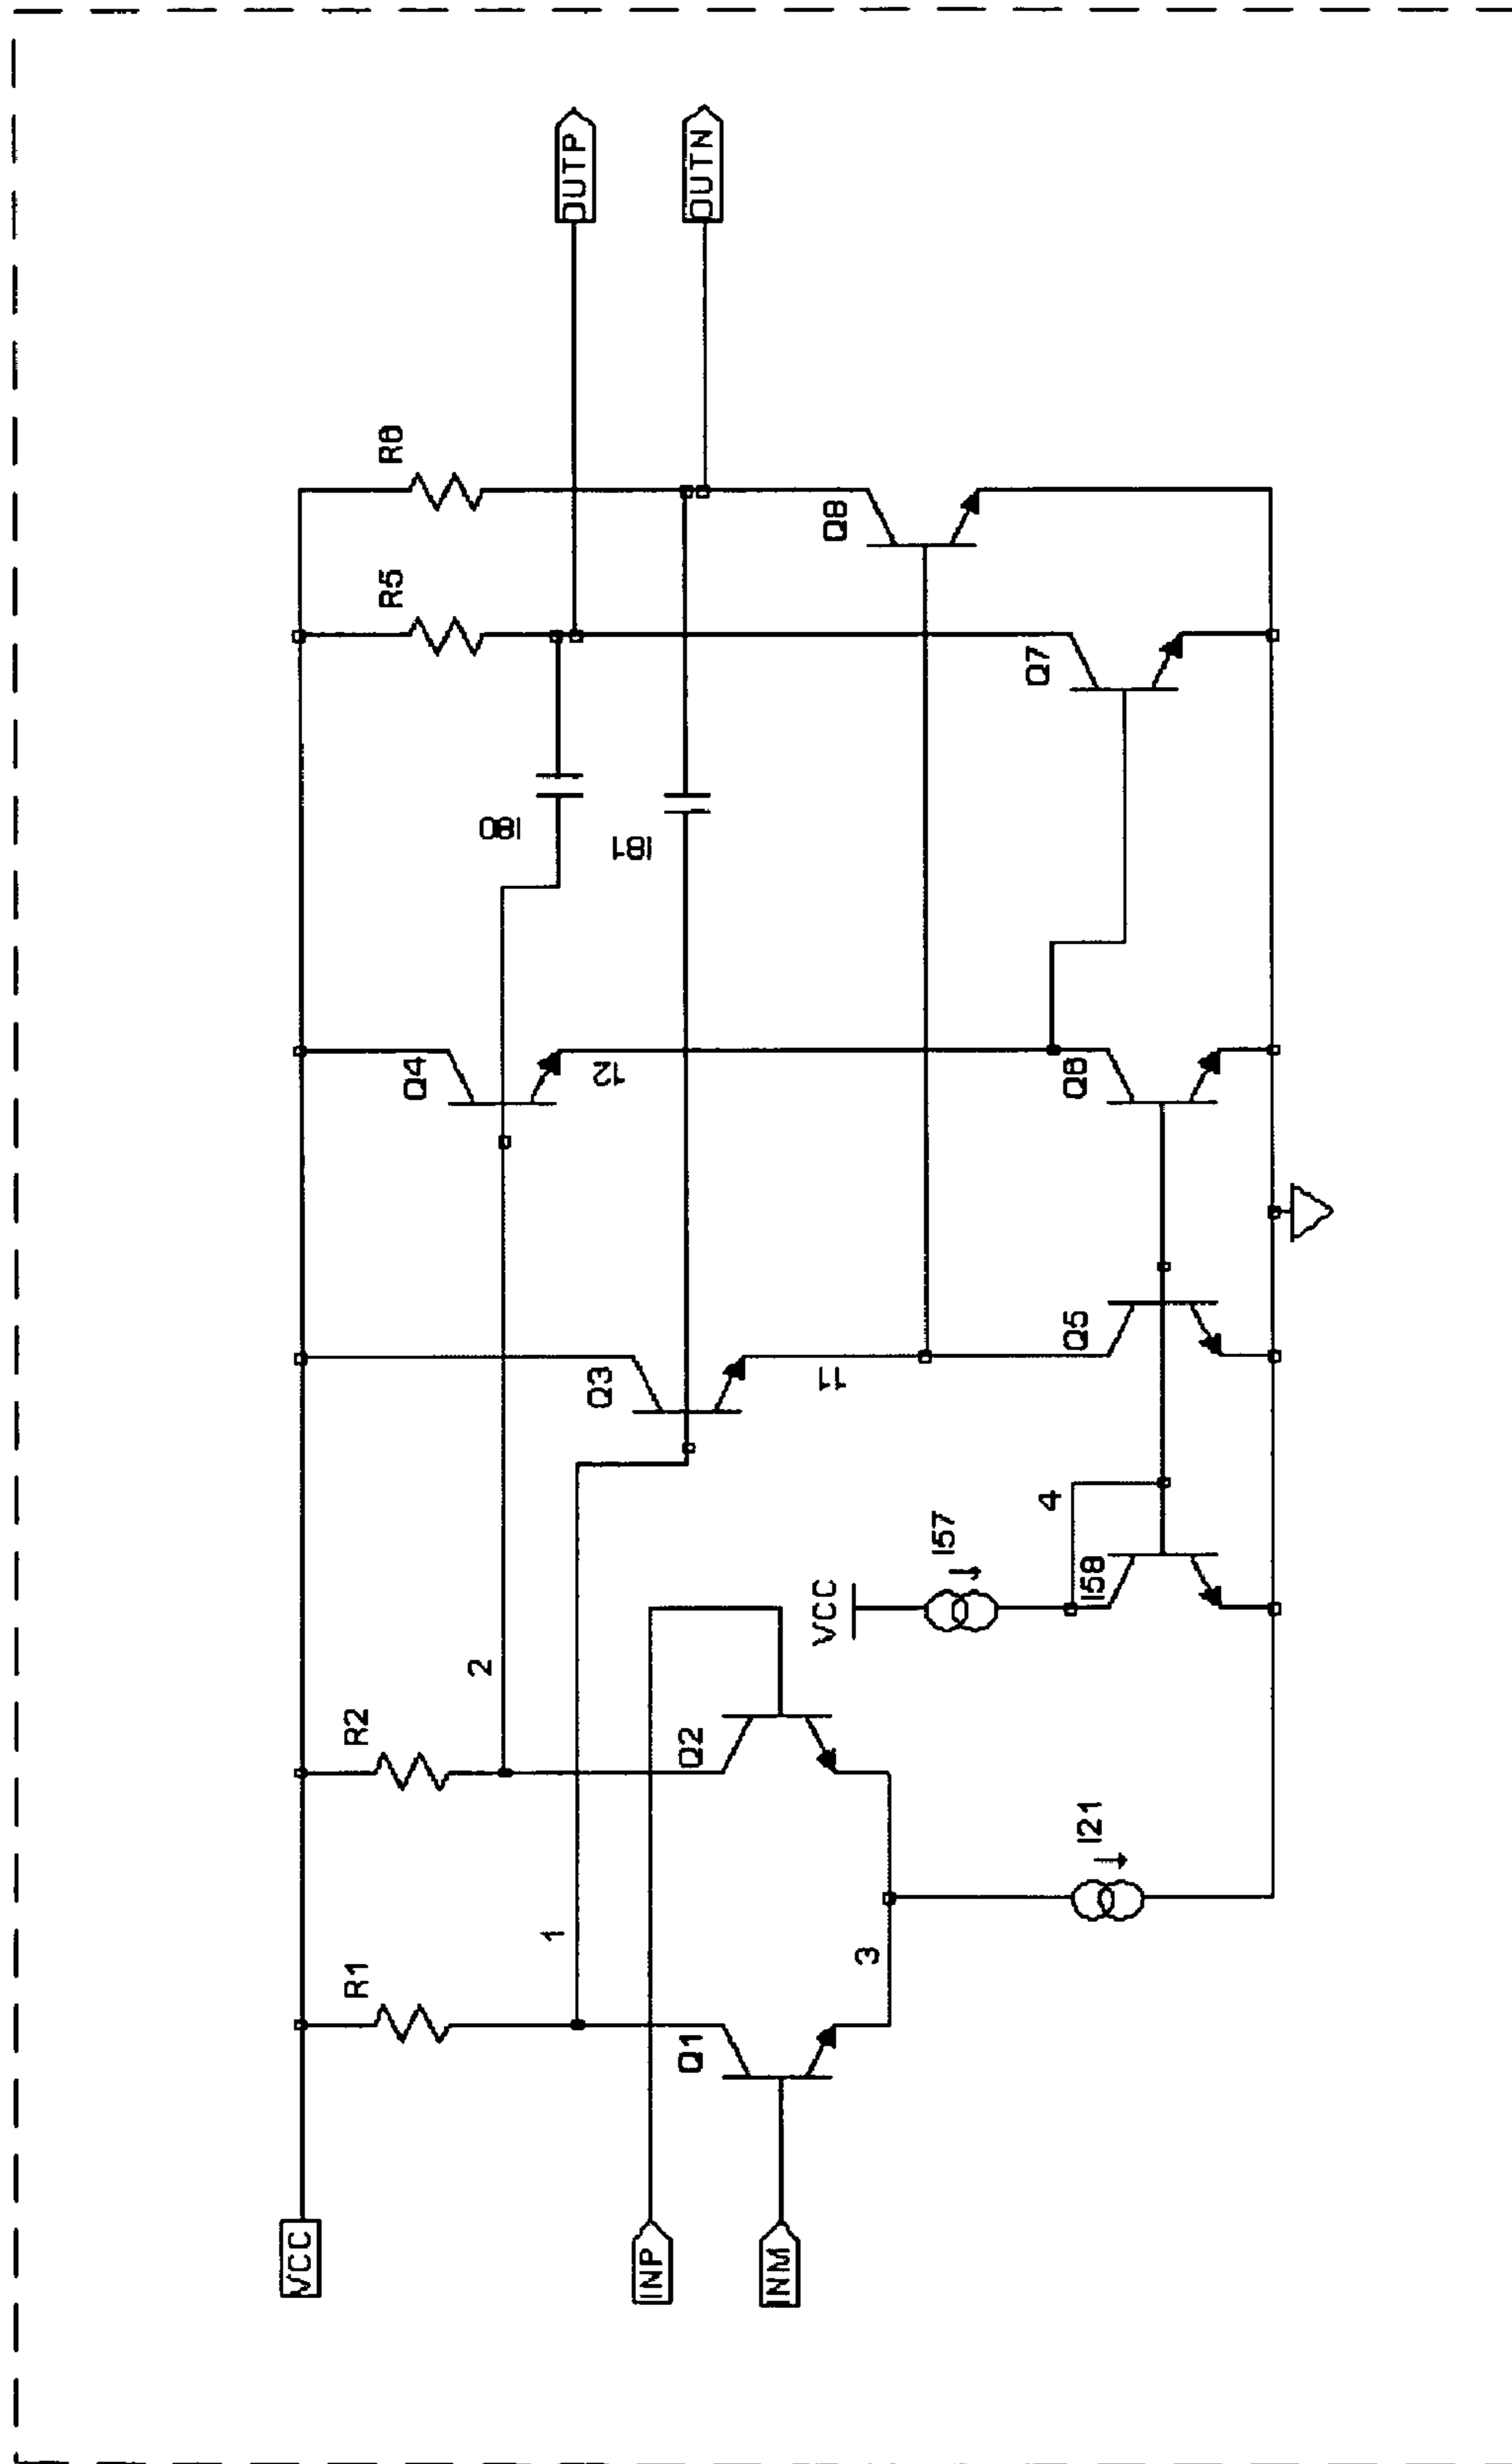 VCC
INP
INM
R1
R2
1
2
Q1
Q2
3
I21
VCC
I57
4
I58
Q3
Q4
11
12
Q5
Q6
I80
I81
R5
R6
Q7
Q8
OUTP
OUTN